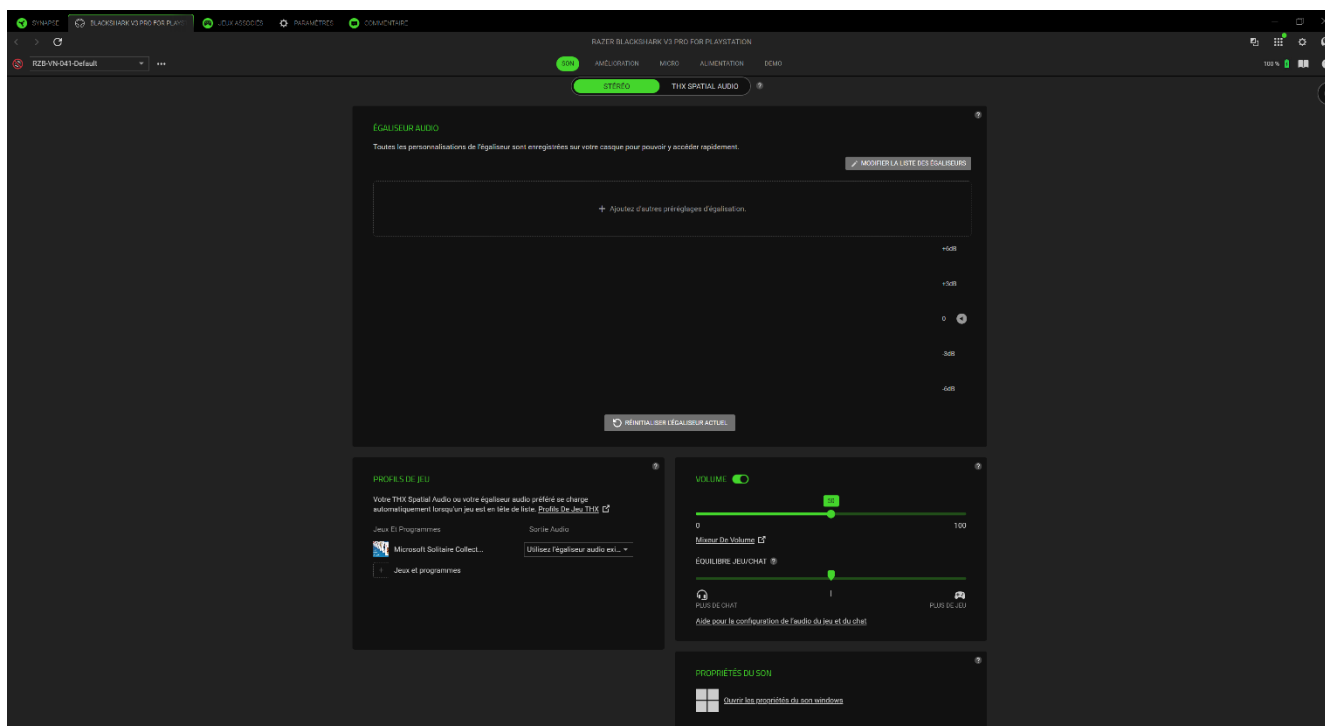 SYNAPSE
BLACKSHARK V3 PRO FOR PLAYS
JEUX ASSOCIÉS
PARAMÈTRES
COMMENTAIRE
RAZER BLACKSHARK V3 PRO FOR PLAYSTATION
RZB-VN-041-Default
SON
AMÉLIORATION
MICRO
ALIMENTATION
DÉMO
100 %
STÉRÉO
THX SPATIAL AUDIO
ÉGALISEUR AUDIO
Toutes les personnalisations de l'égaliseur sont enregistrées sur votre casque pour pouvoir y accéder rapidement.
MODIFIER LA LISTE DES ÉGALISEURS
+ Ajoutez d'autres préréglages d'égalisation.
+6dB
+3dB
0
-3dB
-6dB
RÉINITIALISER L'ÉGALISEUR ACTUEL
PROFILS DE JEU
Votre THX Spatial Audio ou votre égaliseur audio préféré se charge
automatiquement lorsqu'un jeu est en tête de liste. Profils De Jeu THX
Jeux Et Programmes
Sortie Audio
Microsoft Solitaire Collect...
Utilisez l'égaliseur audio exi...
+ Jeux et programmes
VOLUME
50
0
100
Mixeur De Volume
ÉQUILIBRE JEU/CHAT
PLUS DE CHAT
PLUS DE JEU
Aide pour la configuration de l'audio du jeu et du chat
PROPRIÉTÉS DU SON
Ouvrir les propriétés du son windows